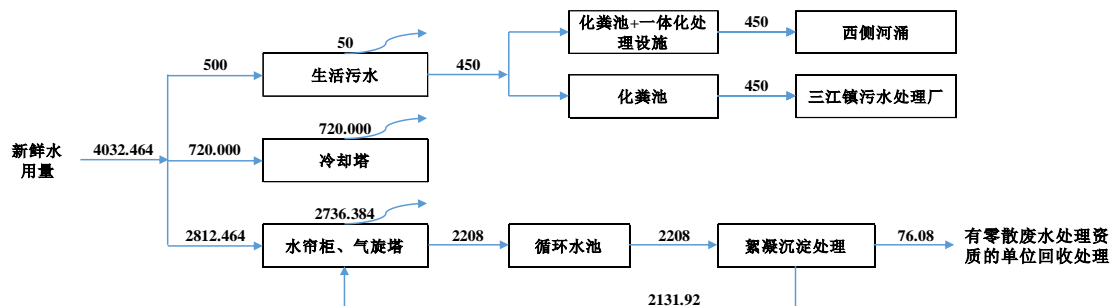 50
化粪池+一体化处
理设施
450
西侧河涌
500
生活污水
450
化粪池
450
三江镇污水处理厂
新鲜水
用量
4032.464
720.000
720.000
冷却塔
2812.464
2736.384
水帘柜、气旋塔
2208
循环水池
2208
絮凝沉淀处理
76.08
有零散废水处理资
质的单位回收处理
2131.92